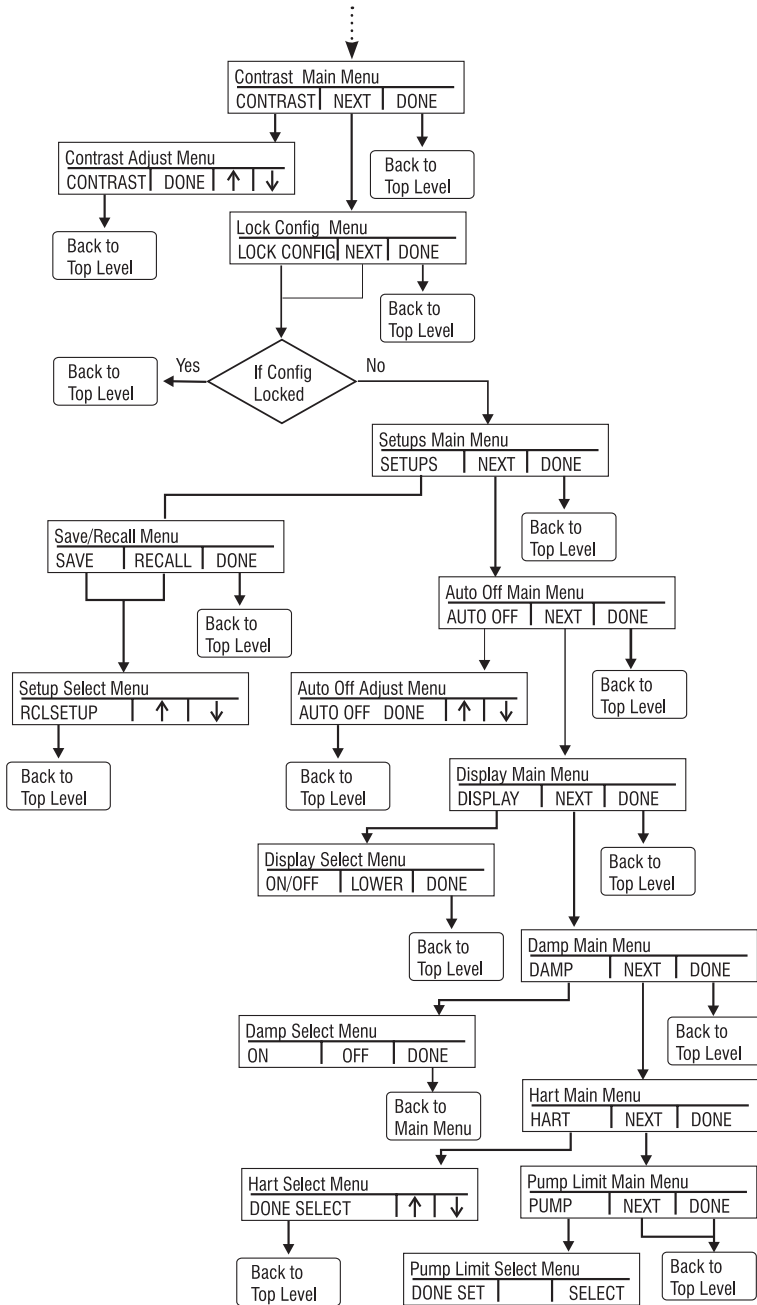 Contrast Main Menu
CONTRAST NEXT DONE
Contrast Adjust Menu
CONTRAST DONE ↑ ↓
Back to
Top Level
Back to
Top Level
Lock Config Menu
LOCK CONFIG NEXT DONE
Back to
Top Level
Back to
Top Level
Yes
If Config
Locked
No
Setups Main Menu
SETUPS NEXT DONE
Back to
Top Level
Save/Recall Menu
SAVE RECALL DONE
Back to
Top Level
Auto Off Main Menu
AUTO OFF NEXT DONE
Back to
Top Level
Setup Select Menu
RCLSETUP ↑ ↓
Back to
Top Level
Auto Off Adjust Menu
AUTO OFF DONE ↑ ↓
Back to
Top Level
Display Main Menu
DISPLAY NEXT DONE
Back to
Top Level
Display Select Menu
ON/OFF LOWER DONE
Back to
Top Level
Damp Main Menu
DAMP NEXT DONE
Back to
Top Level
Damp Select Menu
ON OFF DONE
Back to
Main Menu
Hart Main Menu
HART NEXT DONE
Hart Select Menu
DONE SELECT ↑ ↓
Back to
Top Level
Pump Limit Main Menu
PUMP NEXT DONE
Back to
Top Level
Pump Limit Select Menu
DONE SET SELECT